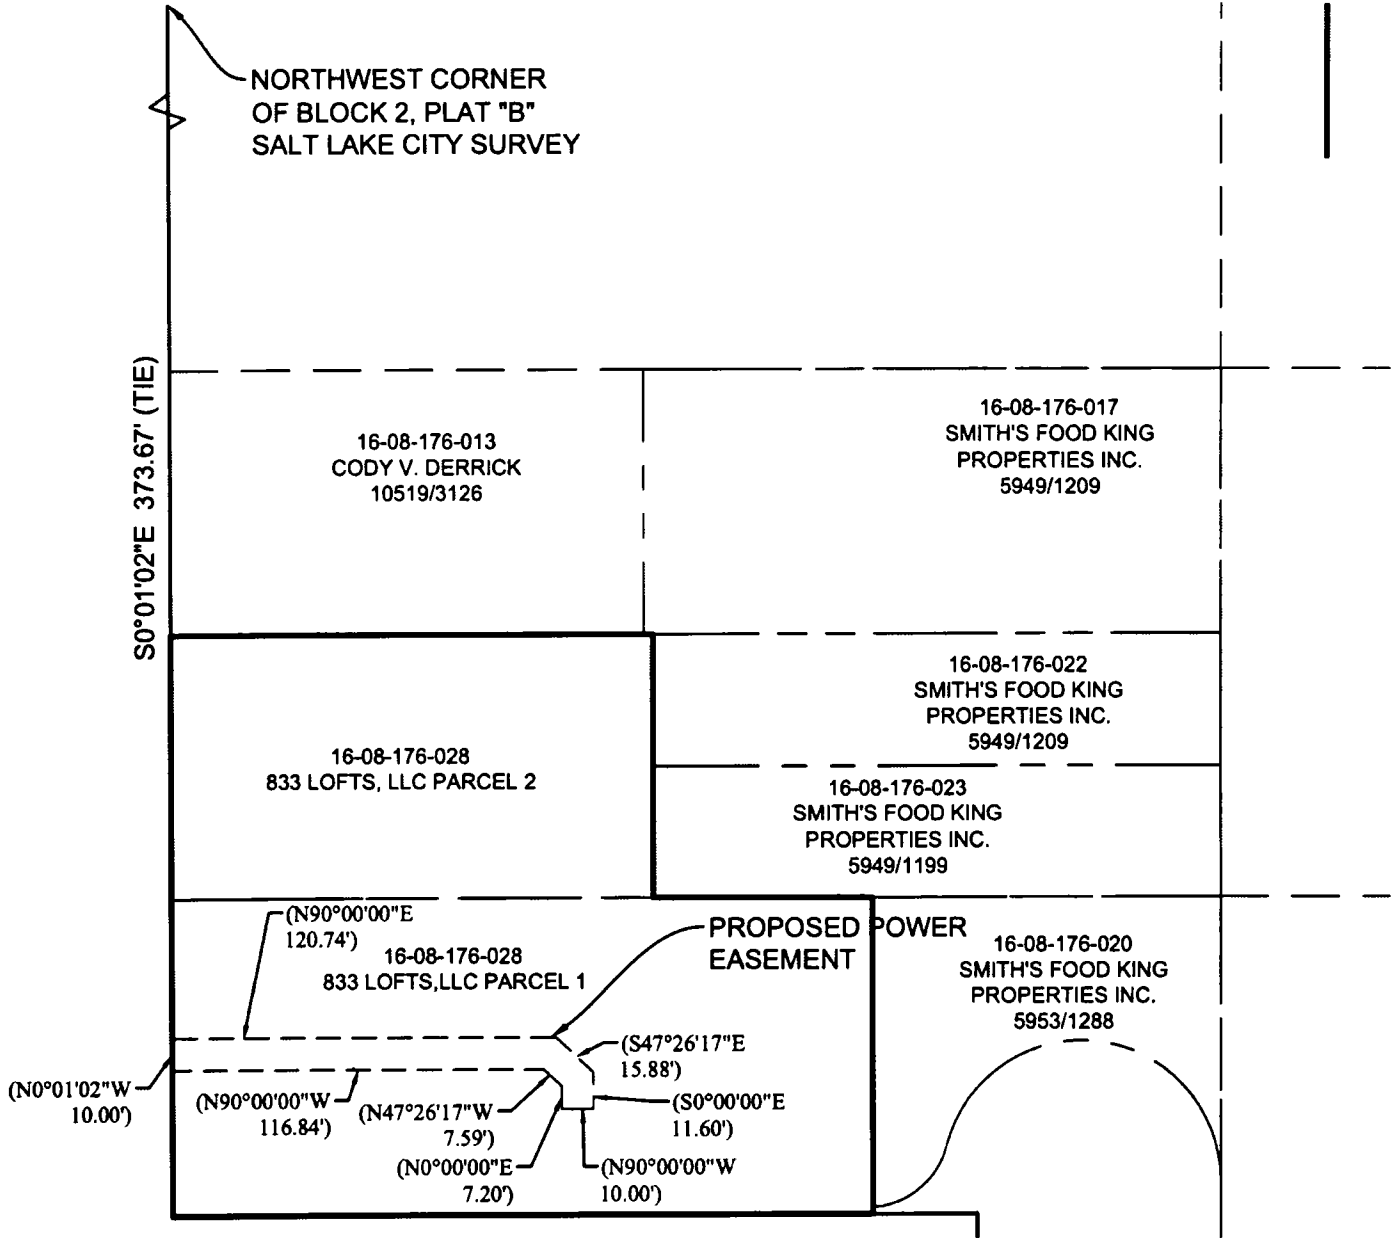 NORTHWEST CORNER
OF BLOCK 2, PLAT "B"
SALT LAKE CITY SURVEY
S0°01'02"E 373.67' (TIE)
16-08-176-013
CODY V. DERRICK
10519/3126
16-08-176-017
SMITH'S FOOD KING
PROPERTIES INC.
5949/1209
16-08-176-022
SMITH'S FOOD KING
PROPERTIES INC.
5949/1209
16-08-176-028
833 LOFTS, LLC PARCEL 2
16-08-176-023
SMITH'S FOOD KING
PROPERTIES INC.
5949/1199
(N90°00'00"E
120.74')
16-08-176-028
833 LOFTS,LLC PARCEL 1
PROPOSED POWER
EASEMENT
16-08-176-020
SMITH'S FOOD KING
PROPERTIES INC.
5953/1288
(S47°26'17"E
15.88')
(N0°01'02"W
10.00')
(N90°00'00"W
116.84')
(N47°26'17"W
7.59')
(S0°00'00"E
11.60')
(N0°00'00"E
7.20')
(N90°00'00"W
10.00')